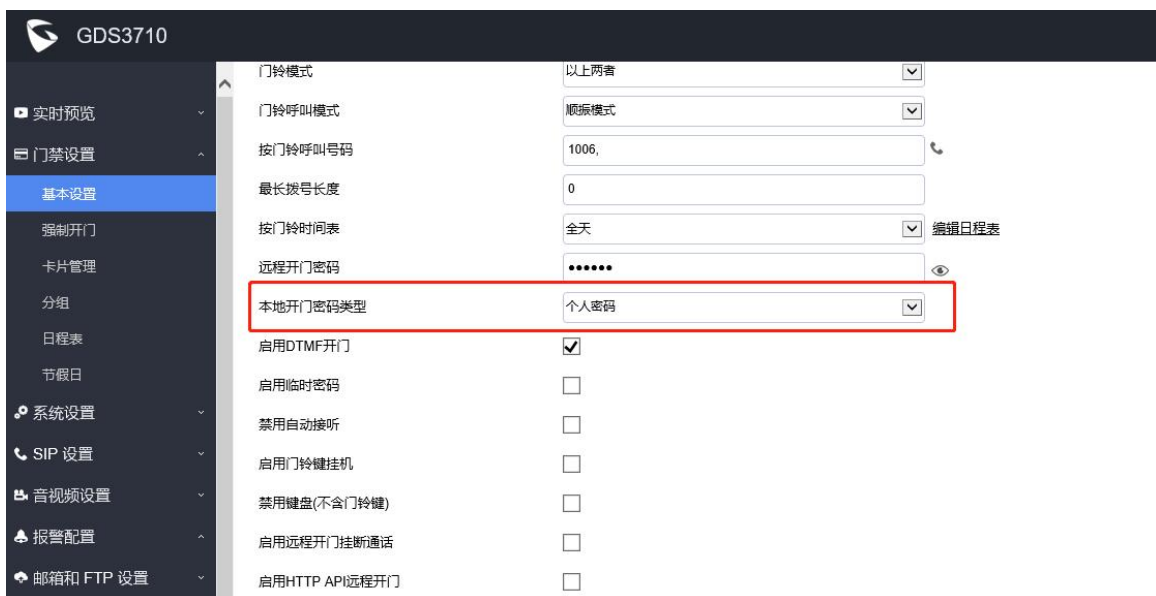 GDS3710
实时预览
门禁设置
基本设置
强制开门
卡片管理
分组
日程表
节假日
系统设置
SIP 设置
音视频设置
报警配置
邮箱和 FTP 设置
门铃模式 以上两者
门铃呼叫模式 顺振模式
按门铃呼叫号码 1006,
最长拨号长度 0
按门铃时间表 全天 编辑日程表
远程开门密码 ●●●●●●
本地开门密码类型 个人密码
启用DTMF开门
启用临时密码
禁用自动接听
启用门铃键挂机
禁用键盘(不含门铃键)
启用远程开门挂断通话
启用HTTP API远程开门